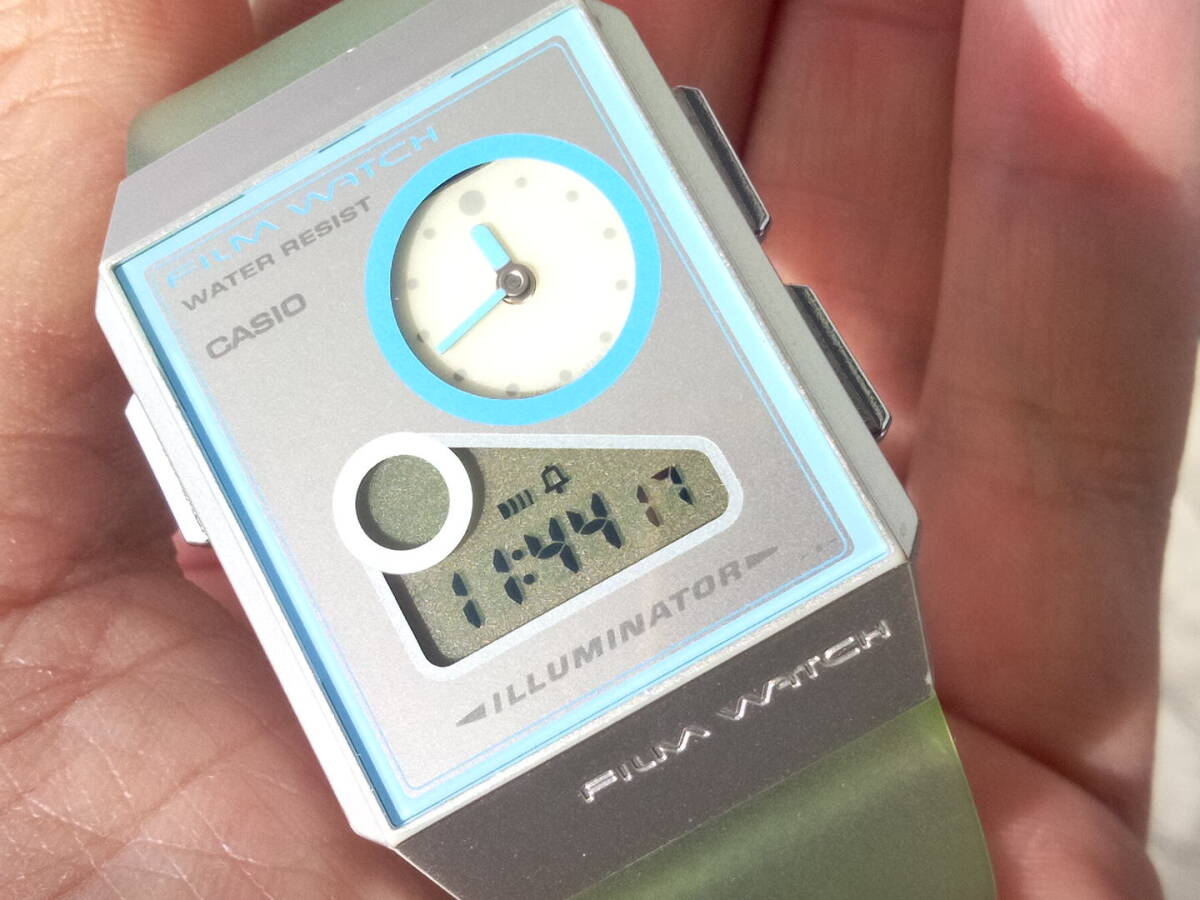 FILM WATCH
WATER RESIST
CASIO
11:44 17
ILLUMINATOR
FILM WATCH